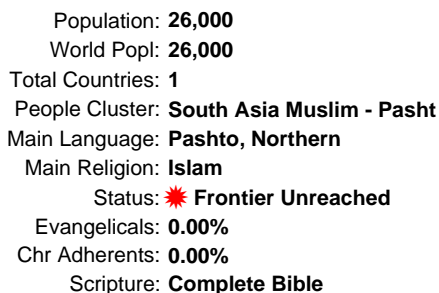 Population: 26,000
World Popl: 26,000
Total Countries: 1
People Cluster: South Asia Muslim - Pasht
Main Language: Pashto, Northern
Main Religion: Islam
Status: Frontier Unreached
Evangelicals: 0.00%
Chr Adherents: 0.00%
Scripture: Complete Bible